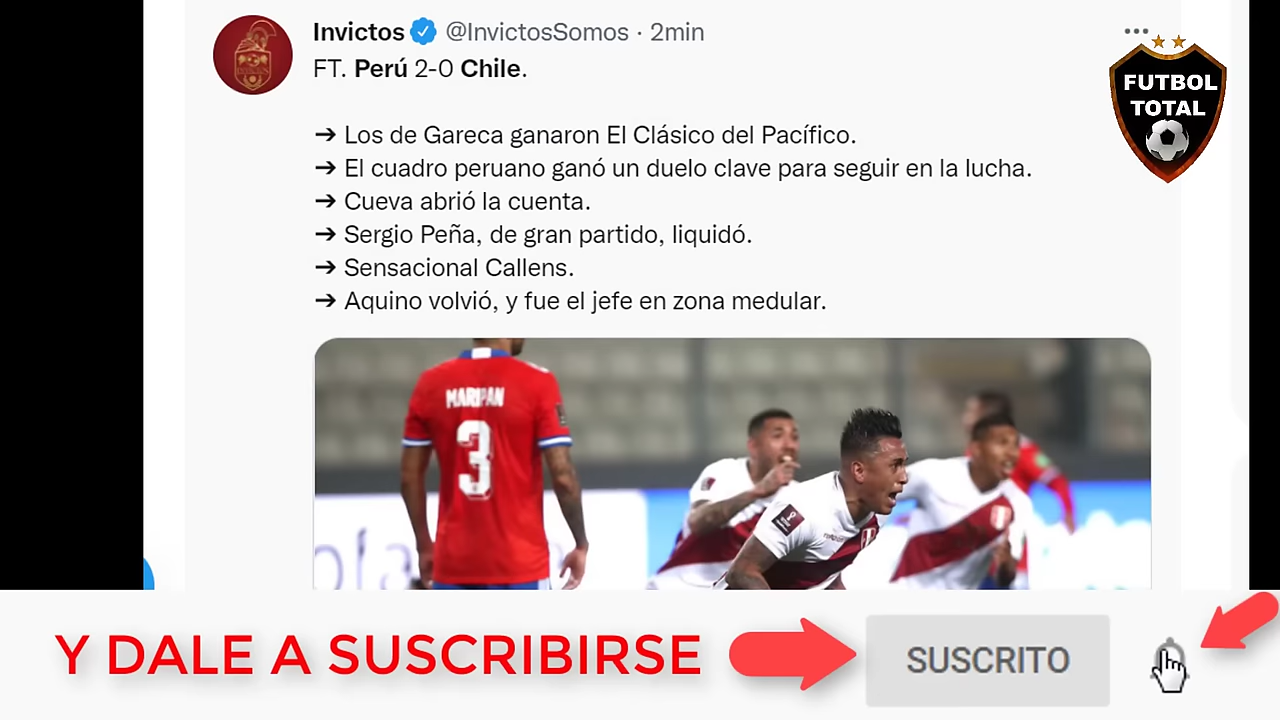 Invictos @InvictosSomos · 2min
FT. Perú 2-0 Chile.
FUTBOL
TOTAL
➔ Los de Gareca ganaron El Clásico del Pacífico.
➔ El cuadro peruano ganó un duelo clave para seguir en la lucha.
➔ Cueva abrió la cuenta.
➔ Sergio Peña, de gran partido, liquidó.
➔ Sensacional Callens.
➔ Aquino volvió, y fue el jefe en zona medular.
MARIPAN
3
Y DALE A SUSCRIBIRSE
SUSCRITO